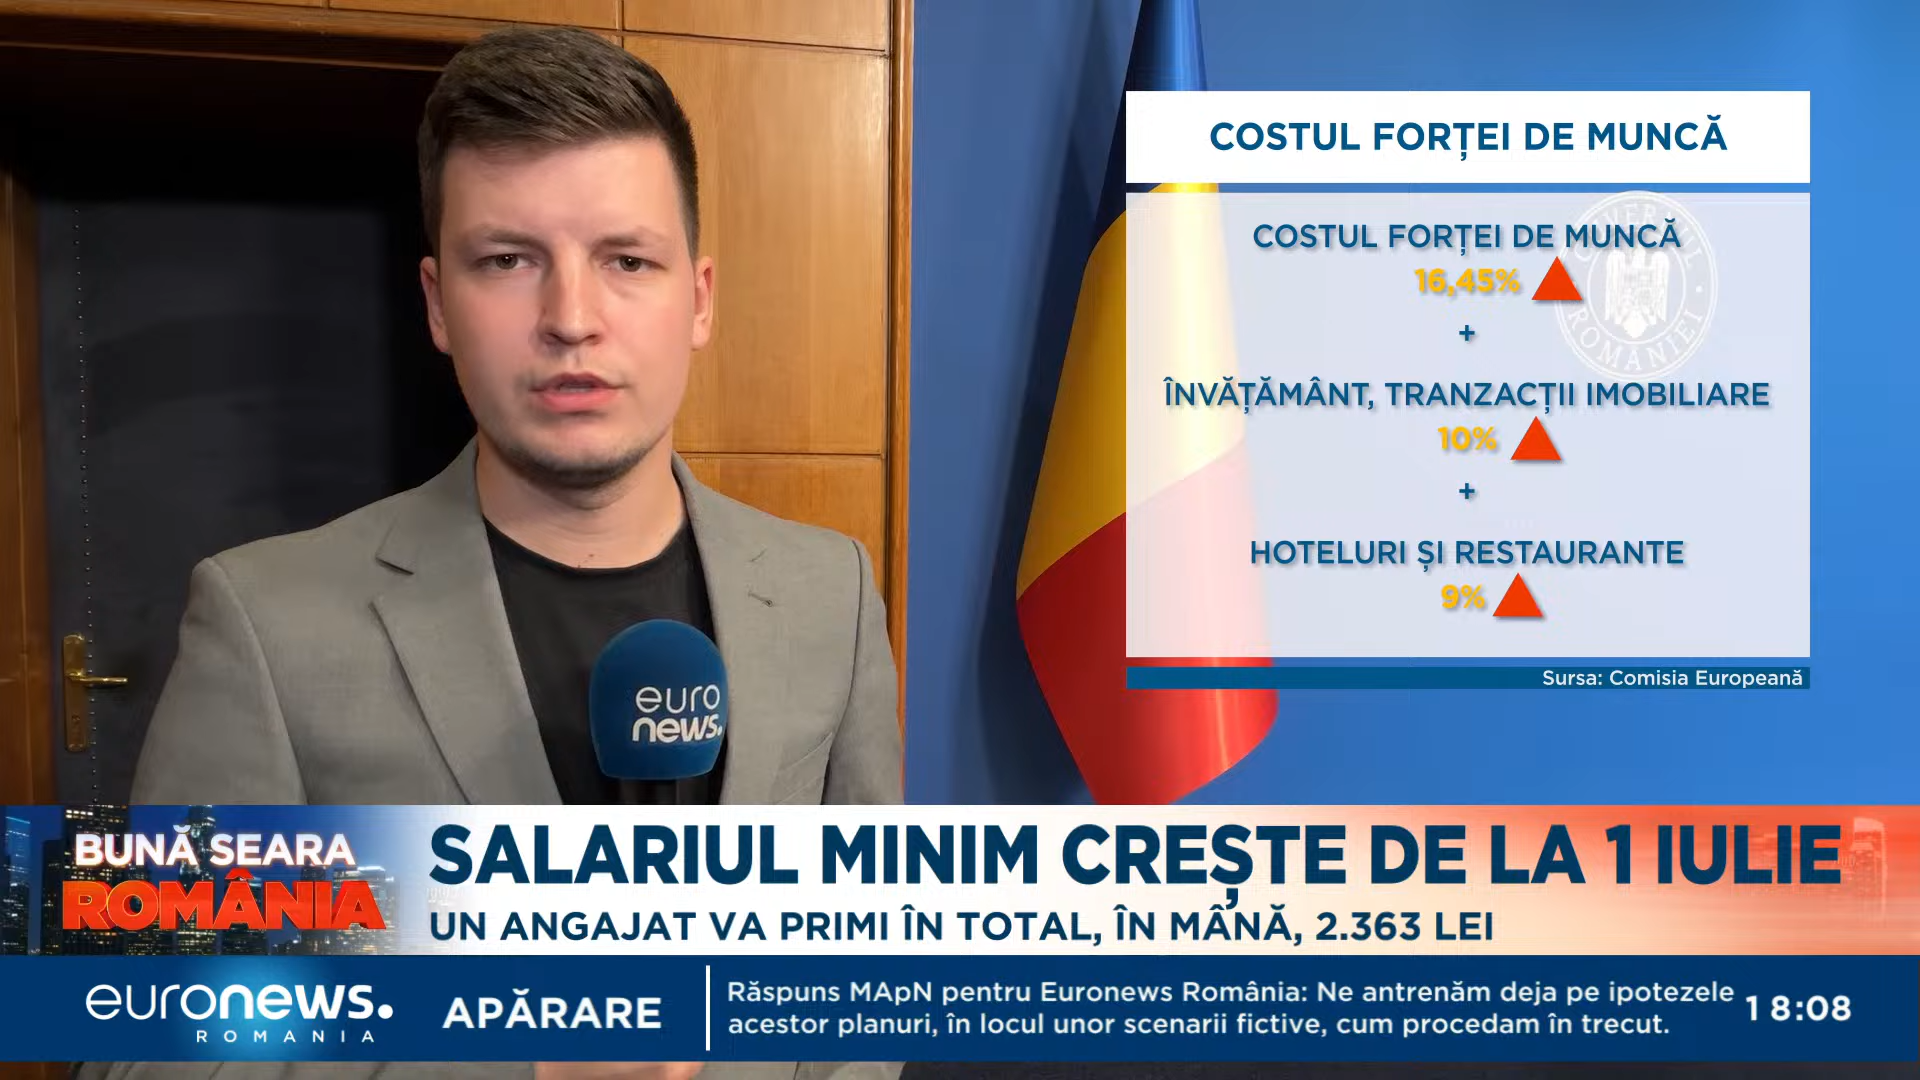 COSTUL FORȚEI DE MUNCĂ
COSTUL FORȚEI DE MUNCĂ
16,45%
+
ÎNVĂȚĂMÂNT, TRANZACȚII IMOBILIARE
10%
+
HOTELURI ȘI RESTAURANTE
9%
Sursa: Comisia Europeană
GUVERNUL ROMÂNIEI
euro
news.
BUNĂ SEARA
ROMÂNIA
SALARIUL MINIM CREȘTE DE LA 1 IULIE
UN ANGAJAT VA PRIMI ÎN TOTAL, ÎN MÂNĂ, 2.363 LEI
euronews.
ROMANIA
APĂRARE
Răspuns MApN pentru Euronews România: Ne antrenăm deja pe ipotezele
acestor planuri, în locul unor scenarii fictive, cum procedam în trecut.
18:08